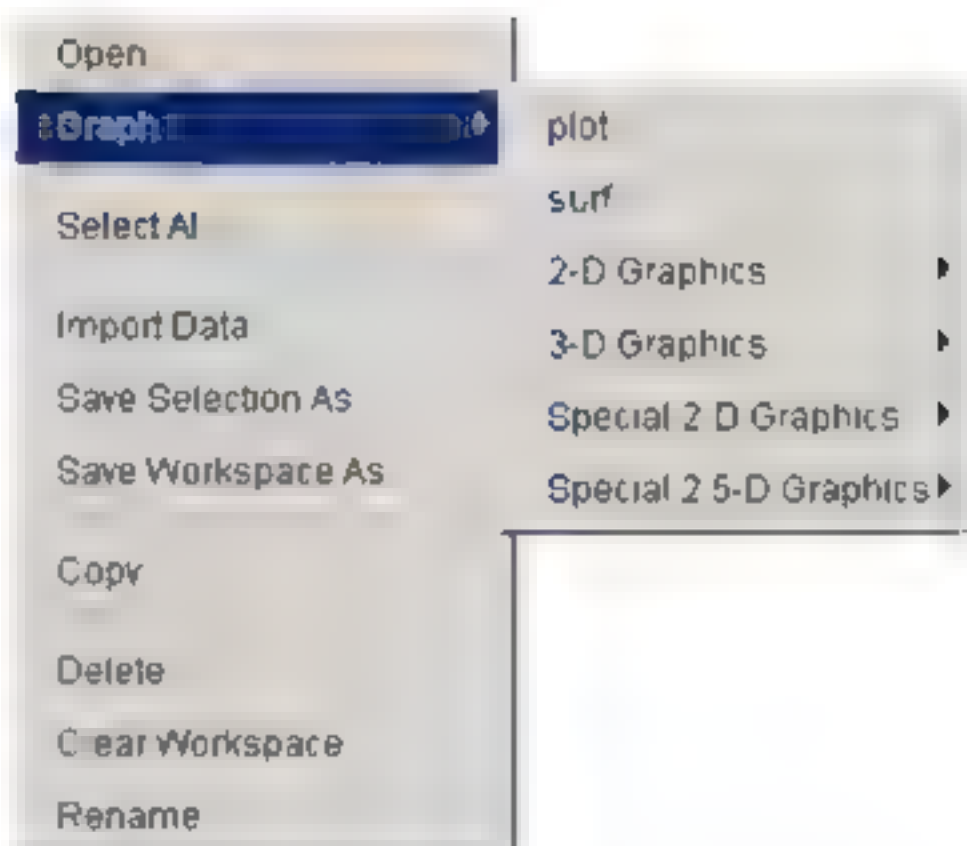 Open
Graph
Select Al
Import Data
Save Selection As
Save Workspace As
Copy
Delete
Clear Workspace
Rename
plot
surf
2-D Graphics
3-D Graphics
Special 2 D Graphics
Special 2 5-D Graphics